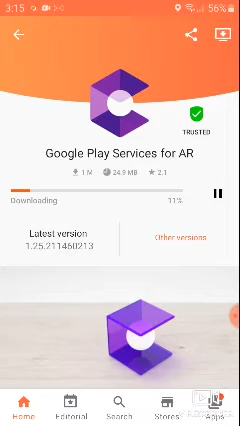 3:15
56%
TRUSTED
Google Play Services for AR
1 M
24.9 MB
2.1
Downloading
11%
Latest version
1.25.211460213
Other versions
Home
Editorial
Search
Stores
Apps